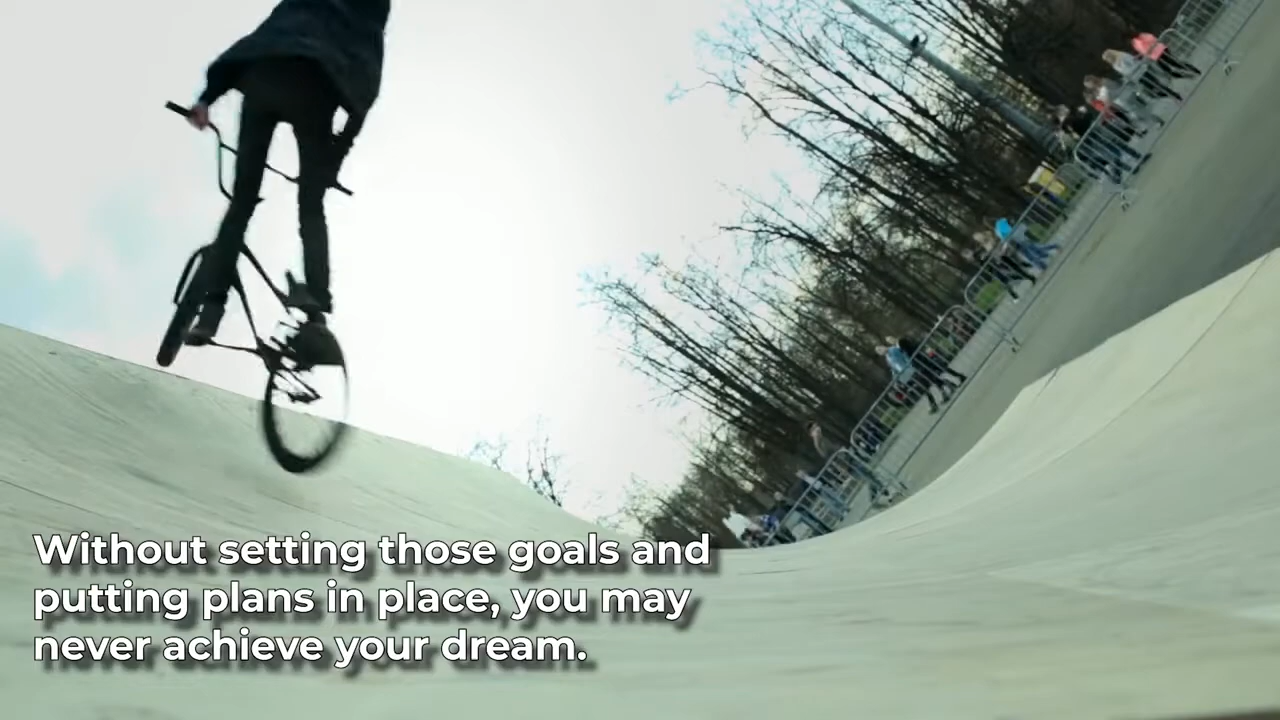 Without setting those goals and
putting plans in place, you may
never achieve your dream.